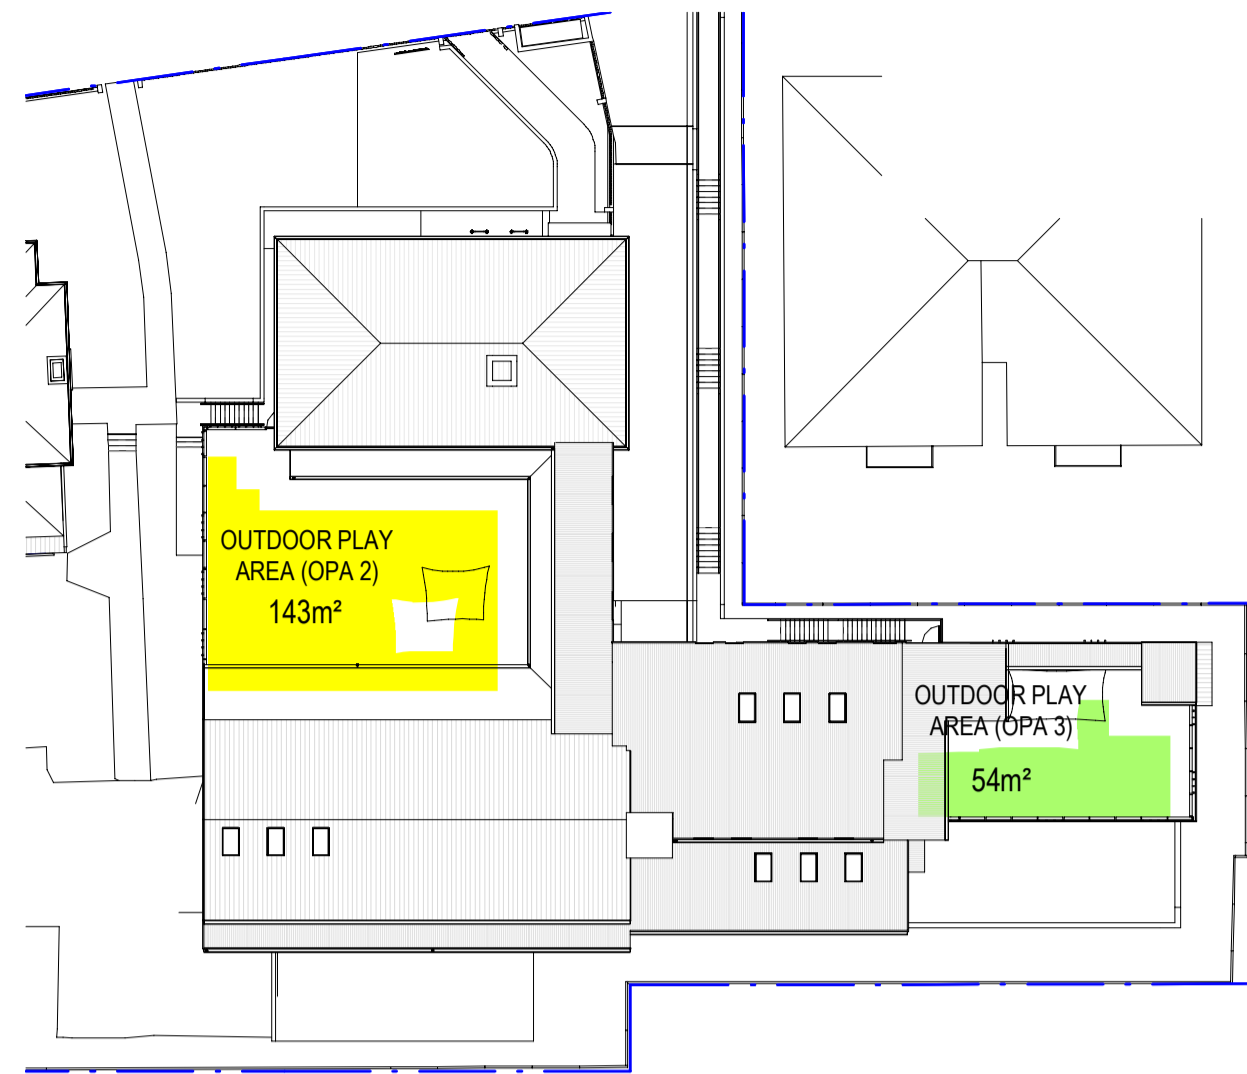 OUTDOOR PLAY
AREA (OPA 2)
143m²
OUTDOOR PLAY
AREA (OPA 3)
54m²